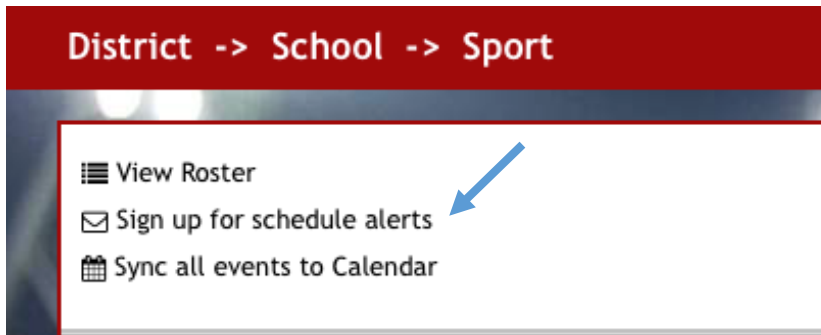 District -> School -> Sport
View Roster
Sign up for schedule alerts
Sync all events to Calendar